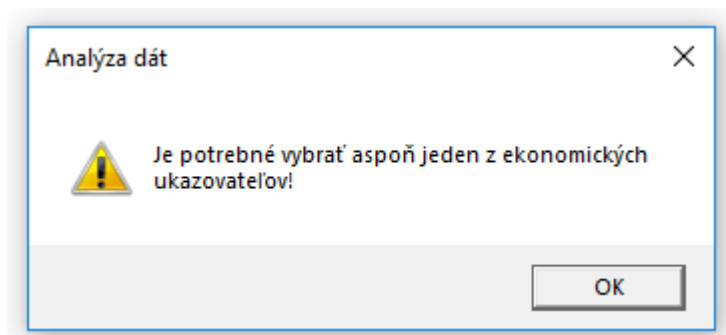 Analýza dát
Je potrebné vybrať aspoň jeden z ekonomických
ukazovateľov!
OK